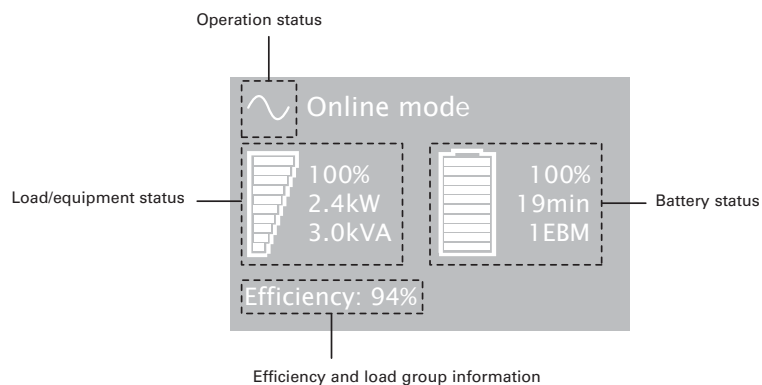 Operation status
Online mode
Load/equipment status
100%
2.4kW
3.0kVA
100%
19min
1EBM
Battery status
Efficiency: 94%
Efficiency and load group information